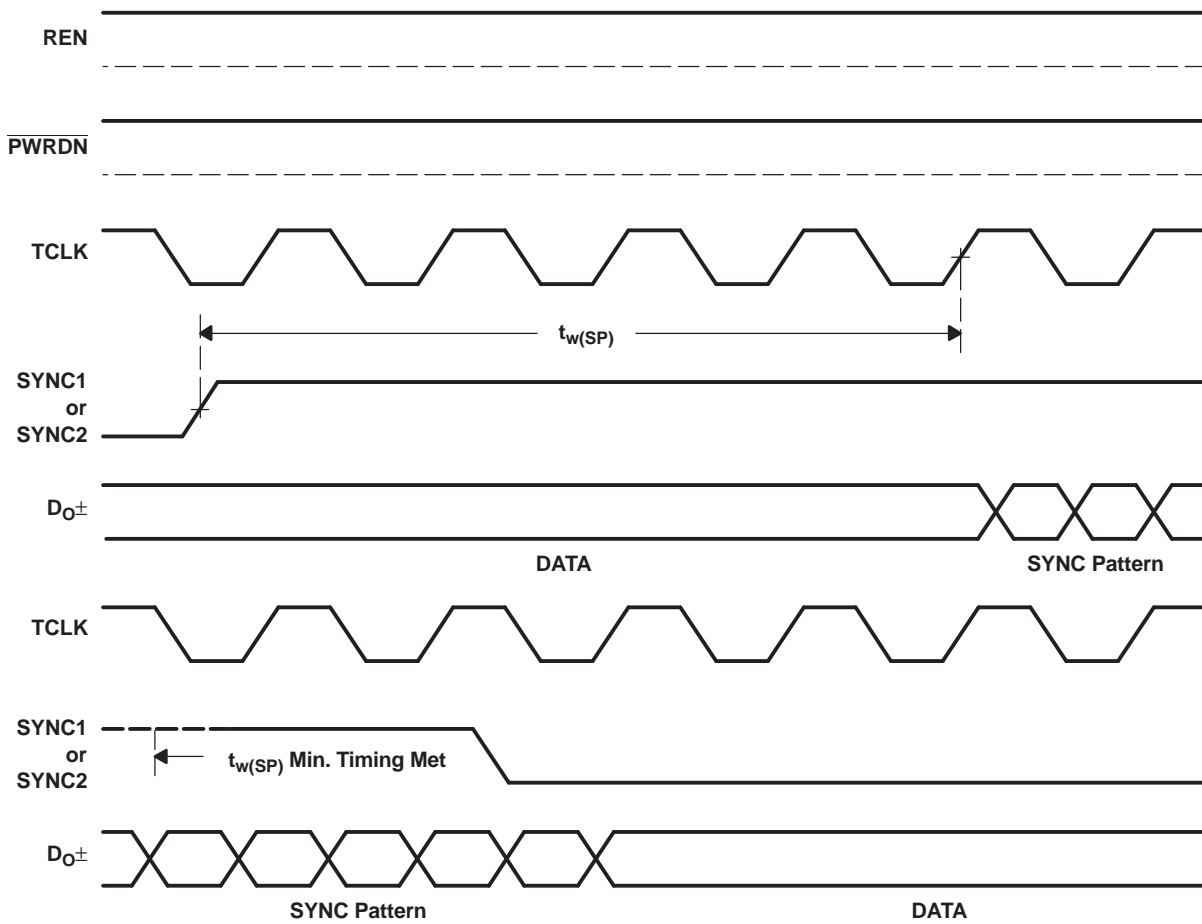 REN
PWRDN
TCLK
tw(SP)
SYNC1
or
SYNC2
DO±
DATA
SYNC Pattern
TCLK
SYNC1
or
SYNC2
tw(SP) Min. Timing Met
DO±
SYNC Pattern
DATA